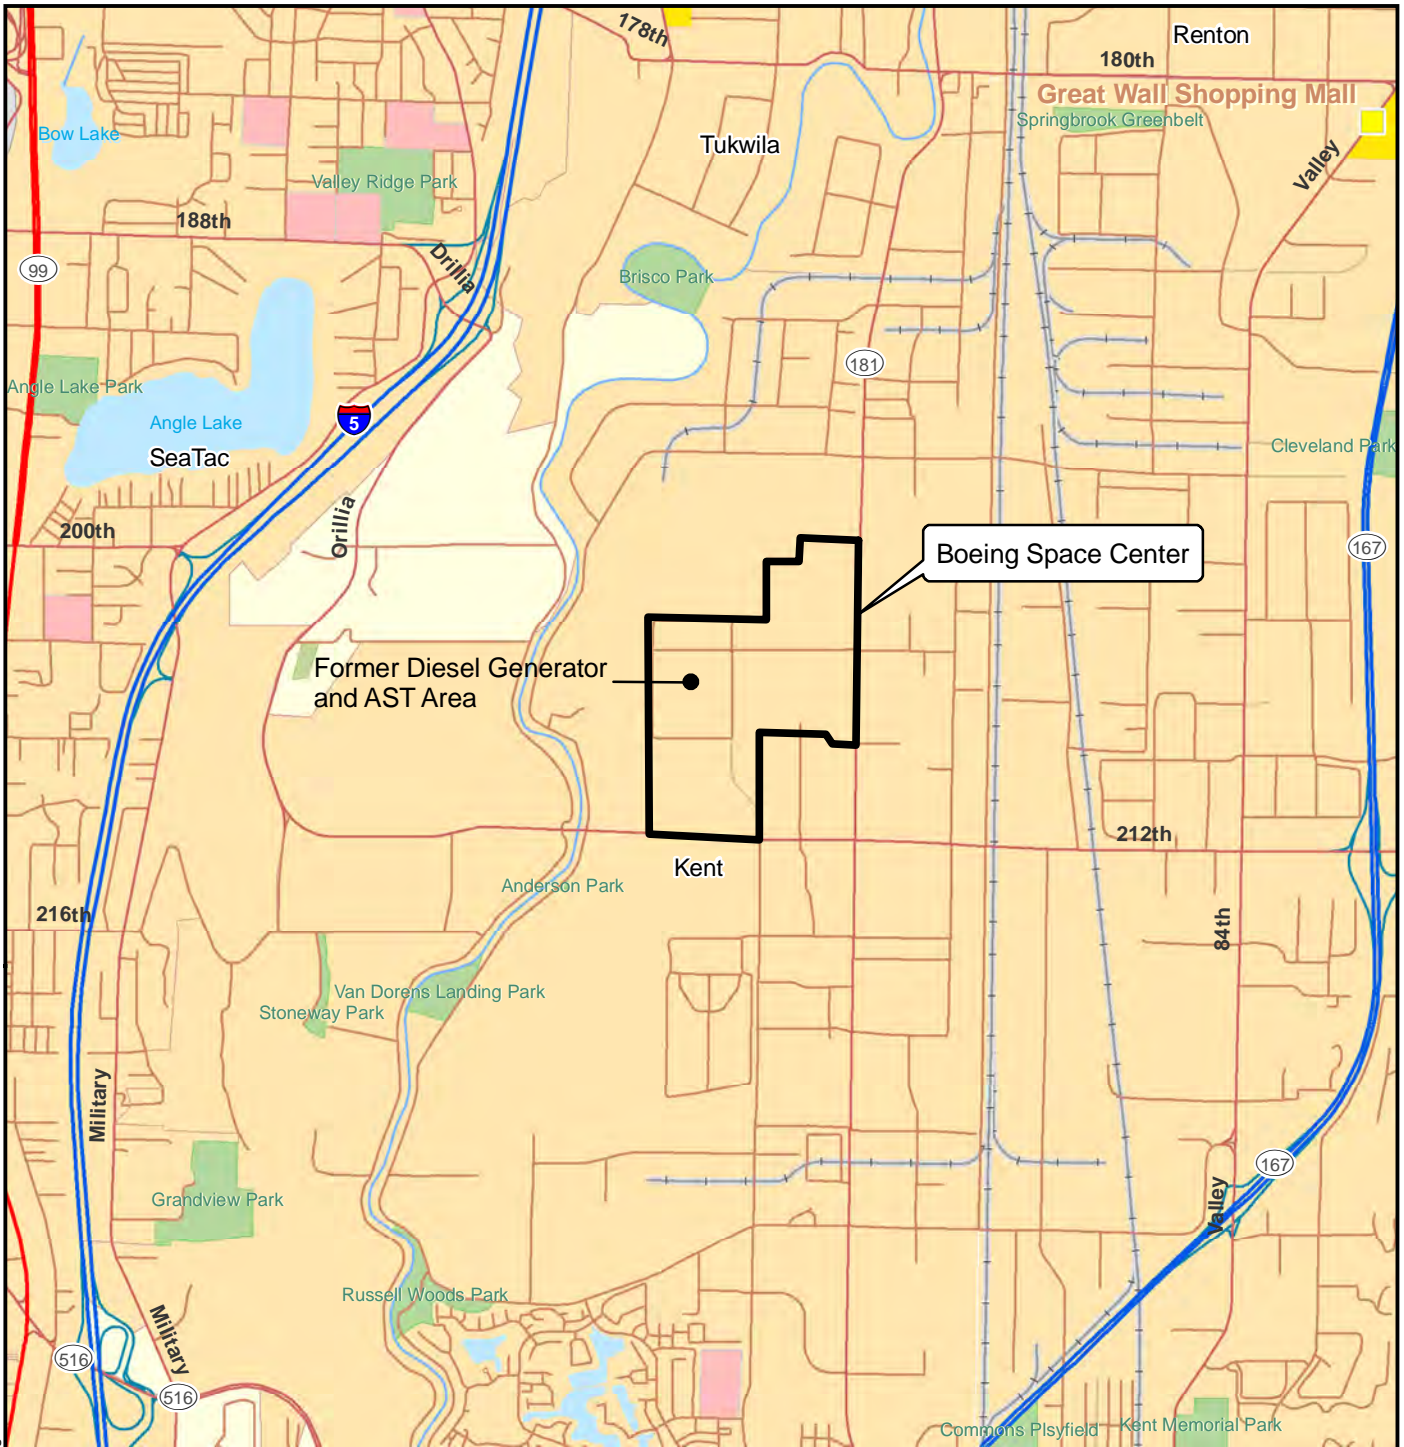 178th
Renton
180th
Great Wall Shopping Mall
Springbrook Greenbelt
Bow Lake
Tukwila
Valley
Valley Ridge Park
188th
Drillia
99
Brisco Park
181
Angle Lake Park
Angle Lake
5
SeaTac
Cleveland Park
Orillia
200th
167
Boeing Space Center
Former Diesel Generator
and AST Area
212th
Kent
Anderson Park
216th
84th
Van Dorens Landing Park
Stoneway Park
Military
167
Grandview Park
Valley
Russell Woods Park
Military
516
516
Commons Plsyfield
Kent Memorial Park